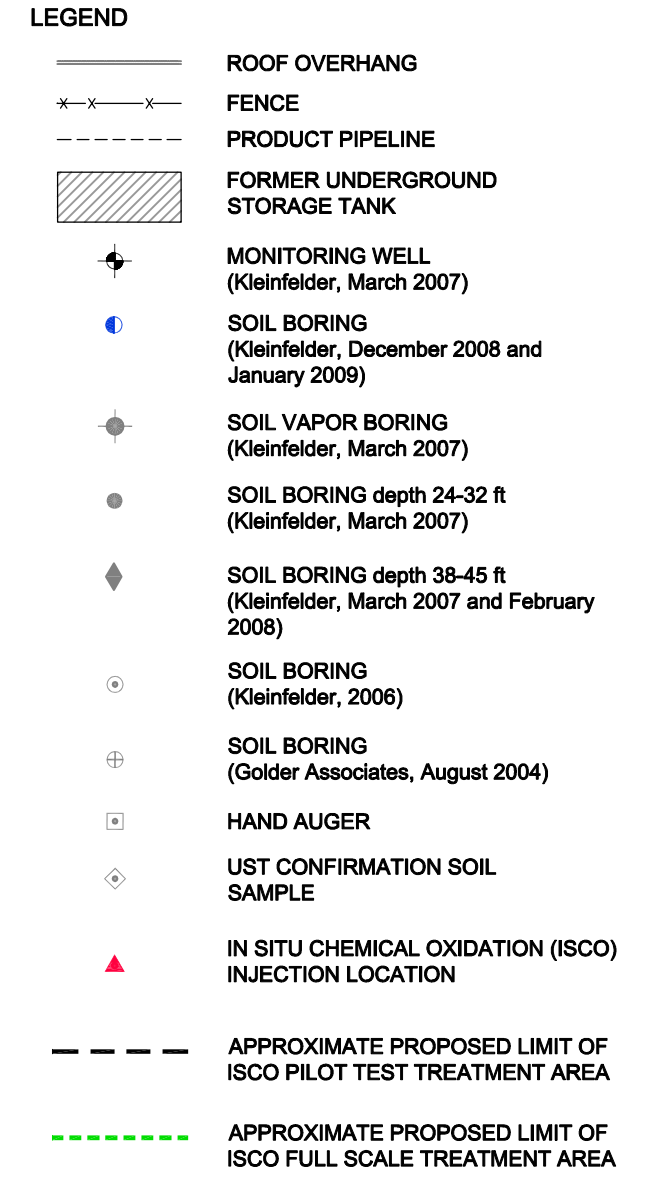 LEGEND
ROOF OVERHANG
FENCE
PRODUCT PIPELINE
FORMER UNDERGROUND
STORAGE TANK
MONITORING WELL
(Kleinfelder, March 2007)
SOIL BORING
(Kleinfelder, December 2008 and
January 2009)
SOIL VAPOR BORING
(Kleinfelder, March 2007)
SOIL BORING depth 24-32 ft
(Kleinfelder, March 2007)
SOIL BORING depth 38-45 ft
(Kleinfelder, March 2007 and February
2008)
SOIL BORING
(Kleinfelder, 2006)
SOIL BORING
(Golder Associates, August 2004)
HAND AUGER
UST CONFIRMATION SOIL
SAMPLE
IN SITU CHEMICAL OXIDATION (ISCO)
INJECTION LOCATION
APPROXIMATE PROPOSED LIMIT OF
ISCO PILOT TEST TREATMENT AREA
APPROXIMATE PROPOSED LIMIT OF
ISCO FULL SCALE TREATMENT AREA